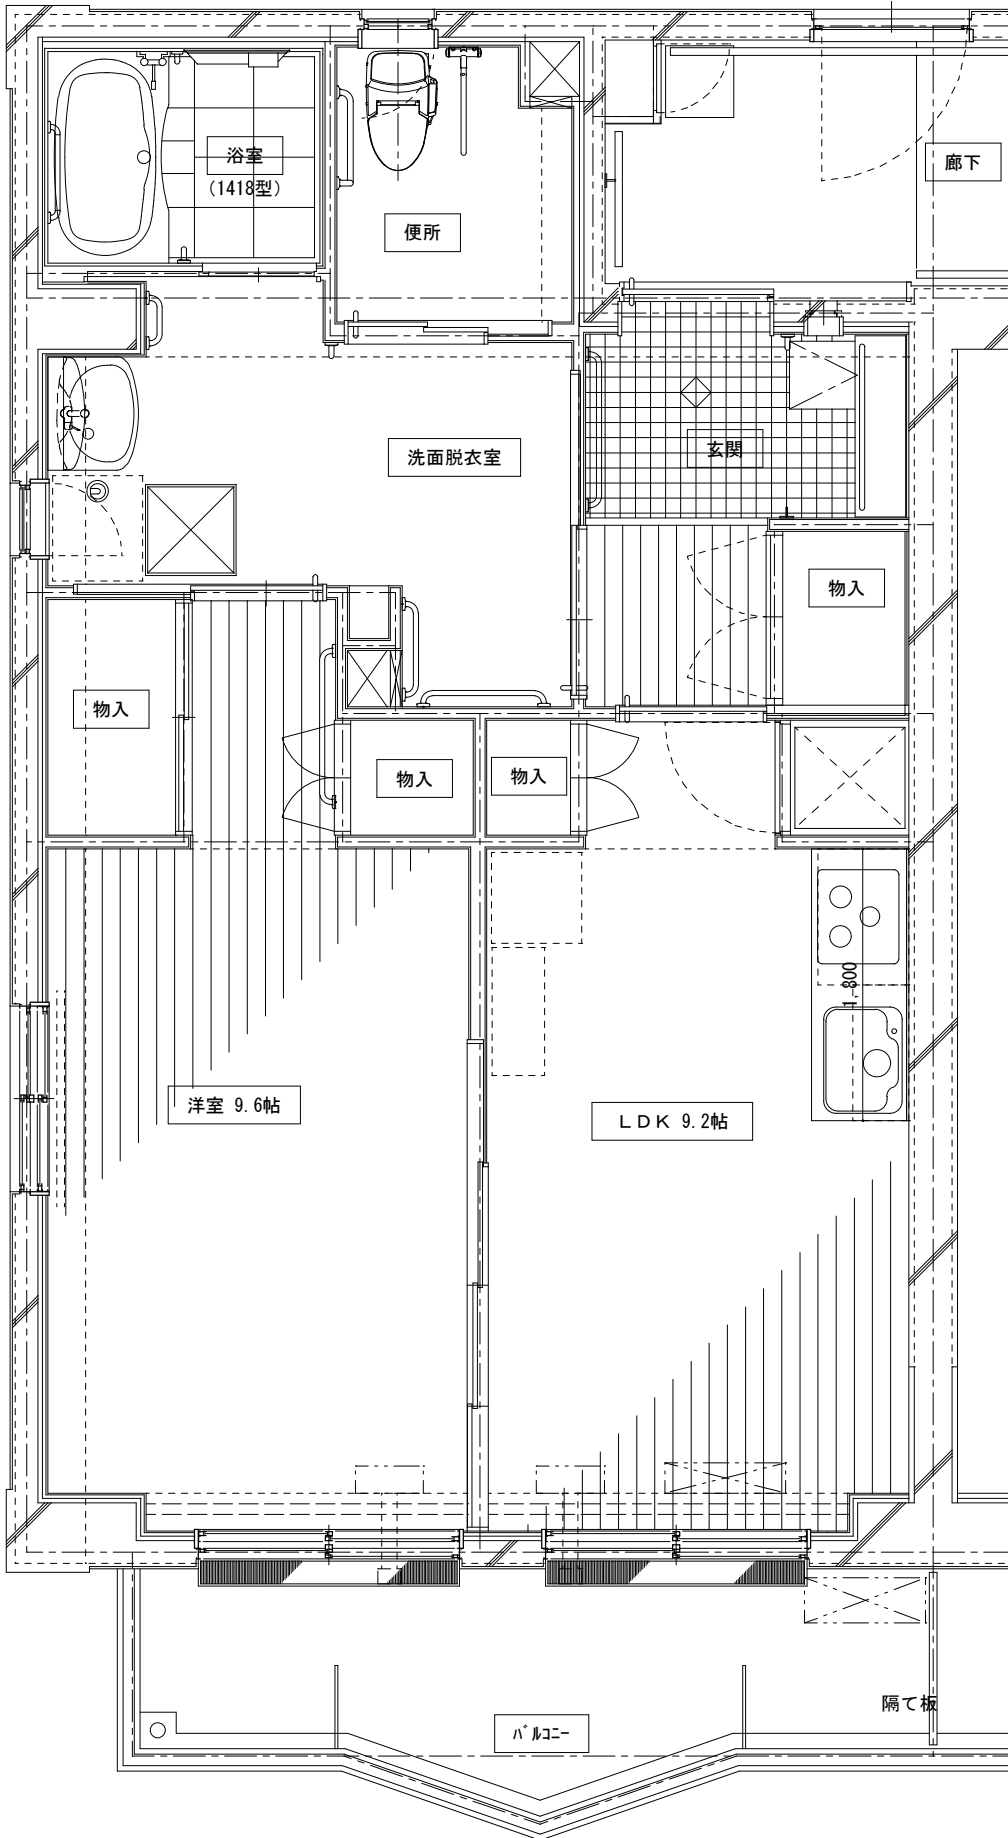 浴室
(1418型)
廊下
便所
玄関
洗面脱衣室
物入
物入
物入
物入
1,800
洋室 9.6帖
LDK 9.2帖
隔て板
ﾊﾞﾙｺﾆｰ